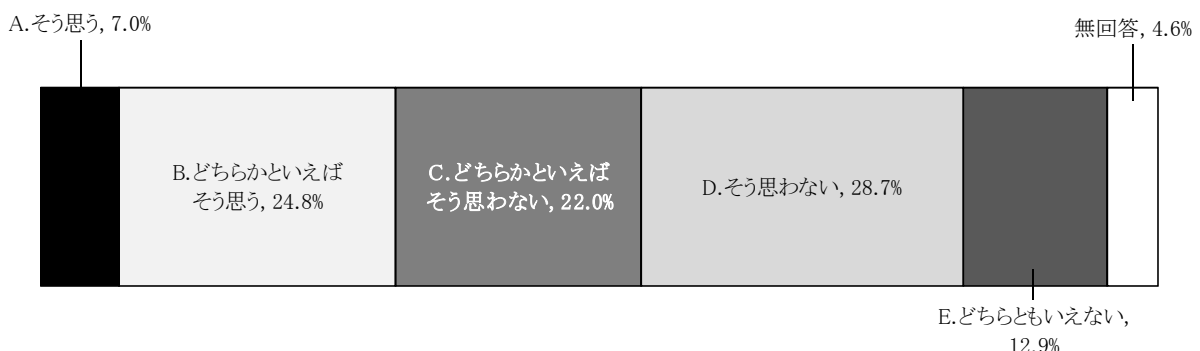 A.そう思う, 7.0%
無回答, 4.6%
B.どちらかといえば
そう思う, 24.8%
C.どちらかといえば
そう思わない, 22.0%
D.そう思わない, 28.7%
E.どちらともいえない,
12.9%